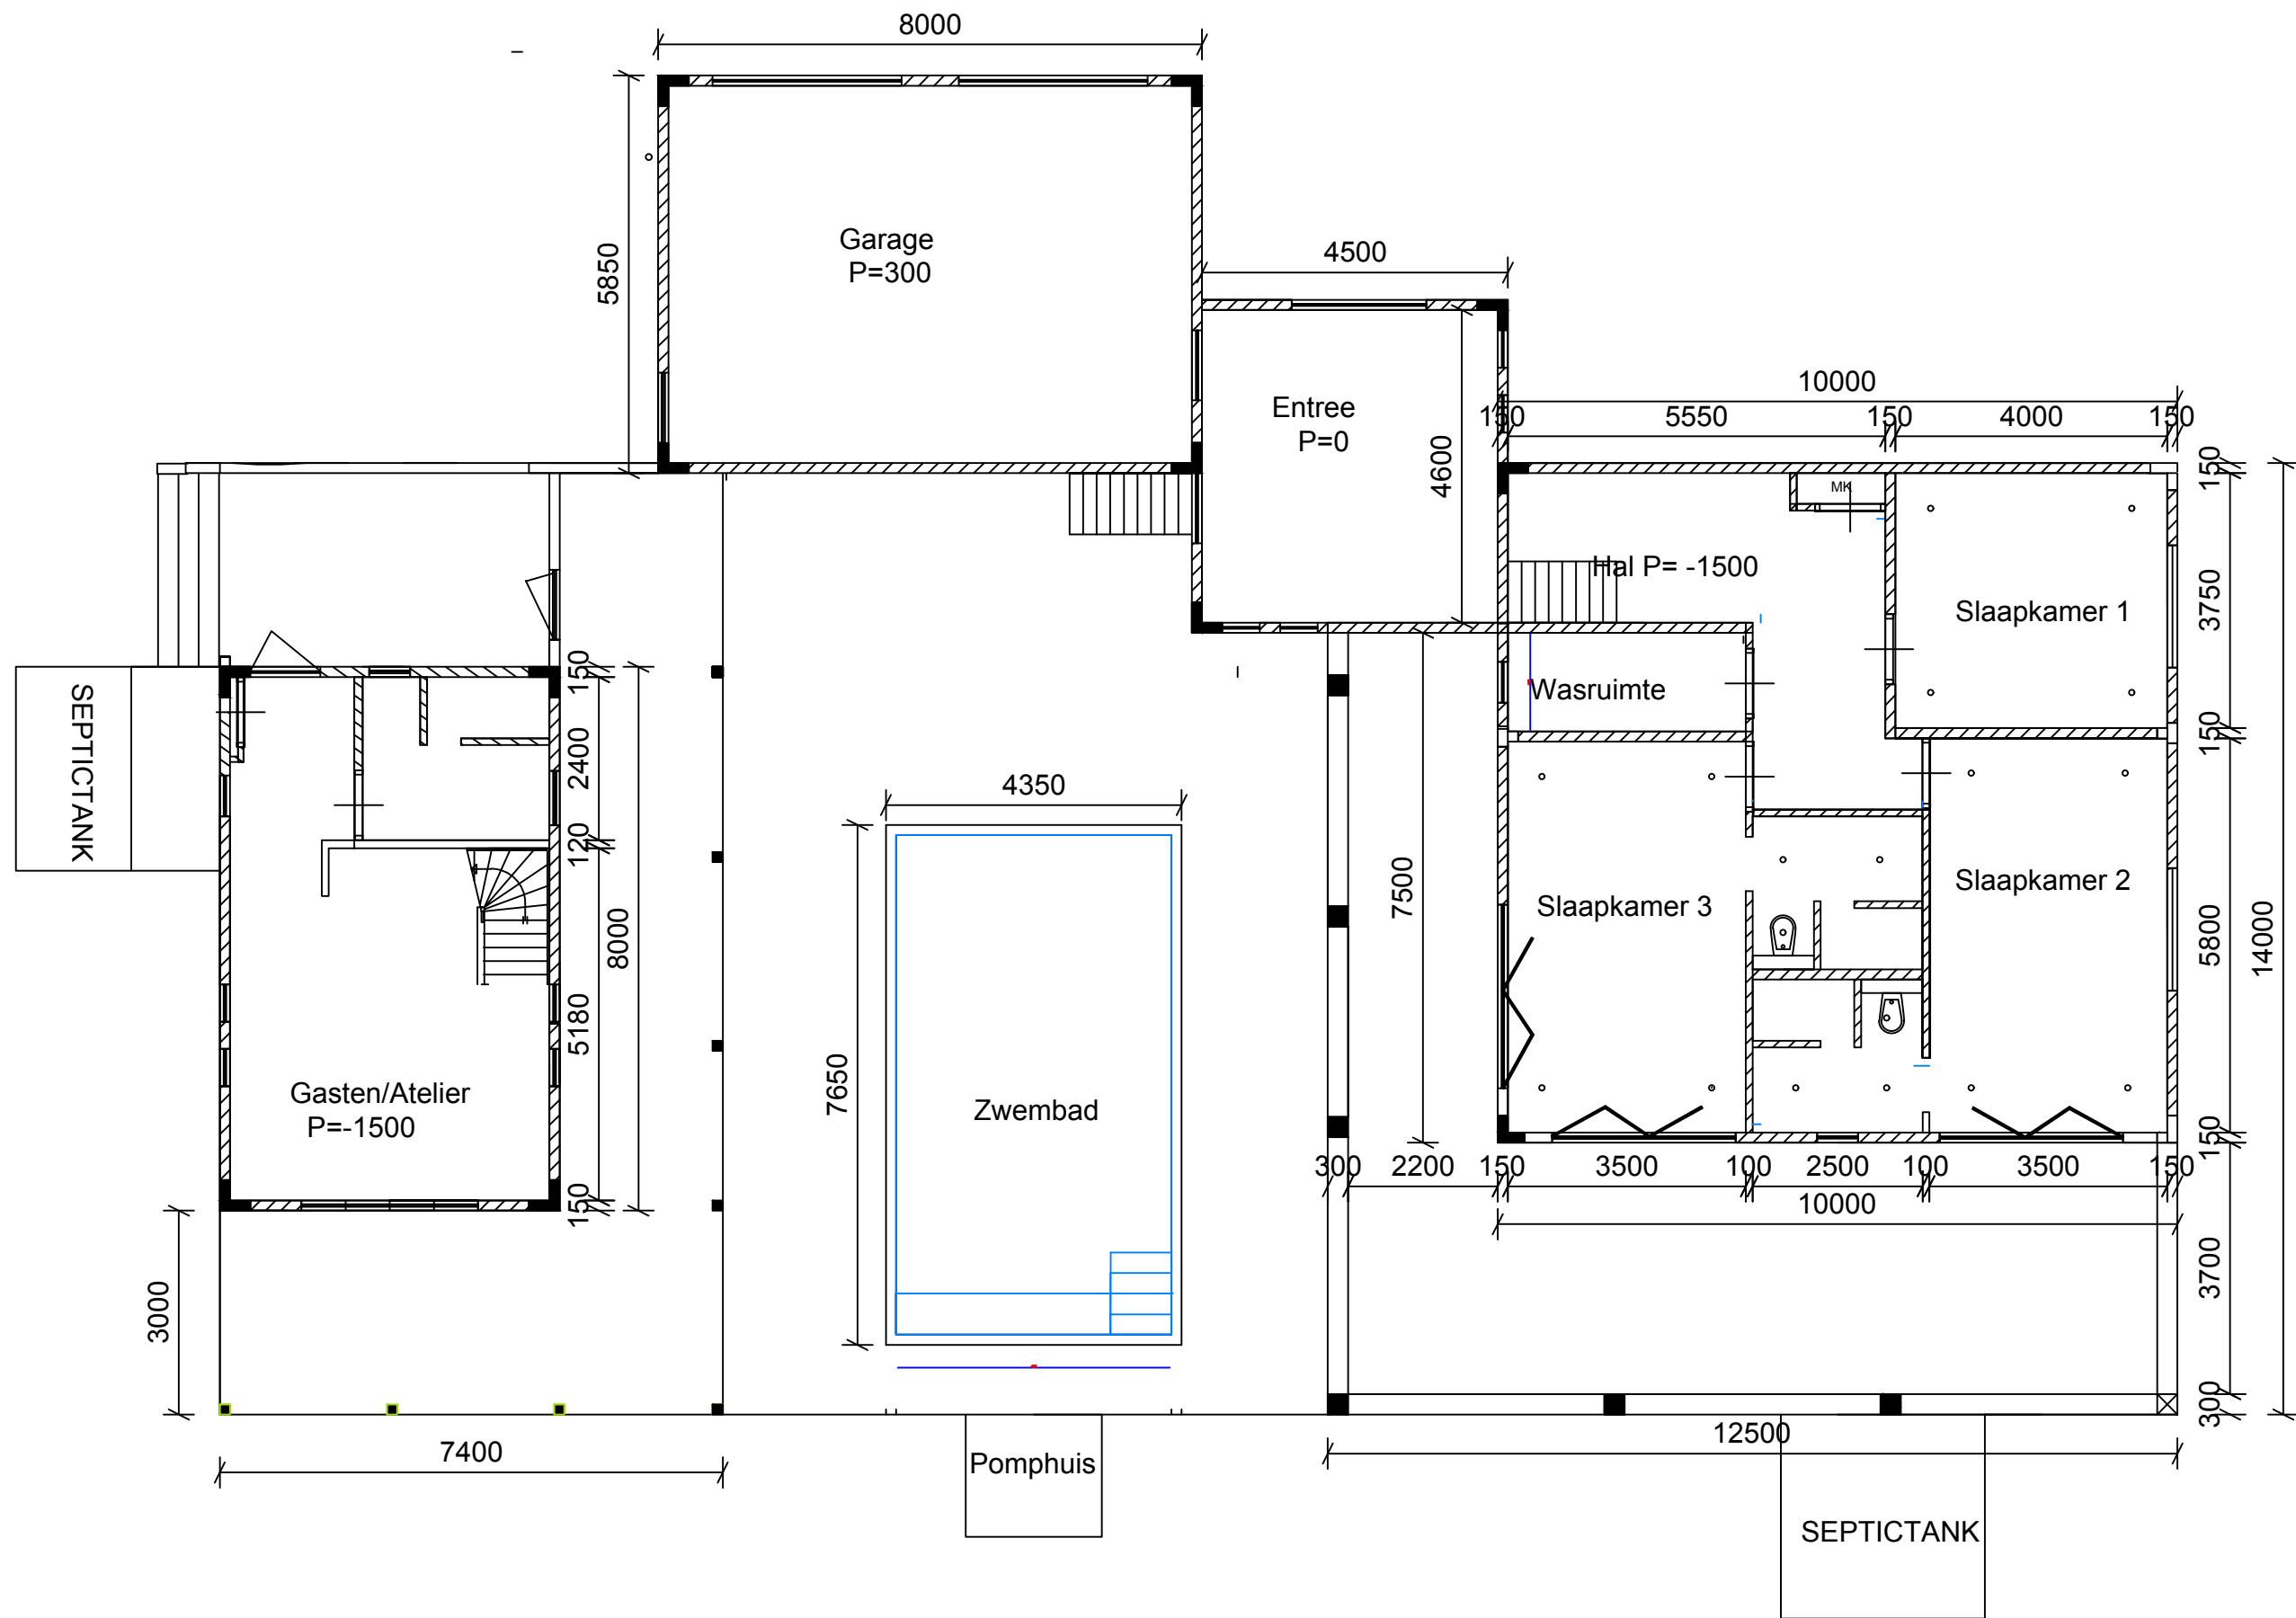 8000
5850
Garage
P=300
4500
Entree
P=0
4600
10000
150
5550
150
4000
150
150
3750
150
5800
150
14000
3700
300
MK
Hal P= -1500
Slaapkamer 1
Wasruimte
Slaapkamer 3
Slaapkamer 2
7500
300
2200
150
3500
100
2500
100
3500
150
10000
12500
SEPTICTANK
150
2400
120
8000
5180
150
Gasten/Atelier
P=-1500
3000
7400
4350
7650
Zwembad
Pomphuis
SEPTICTANK